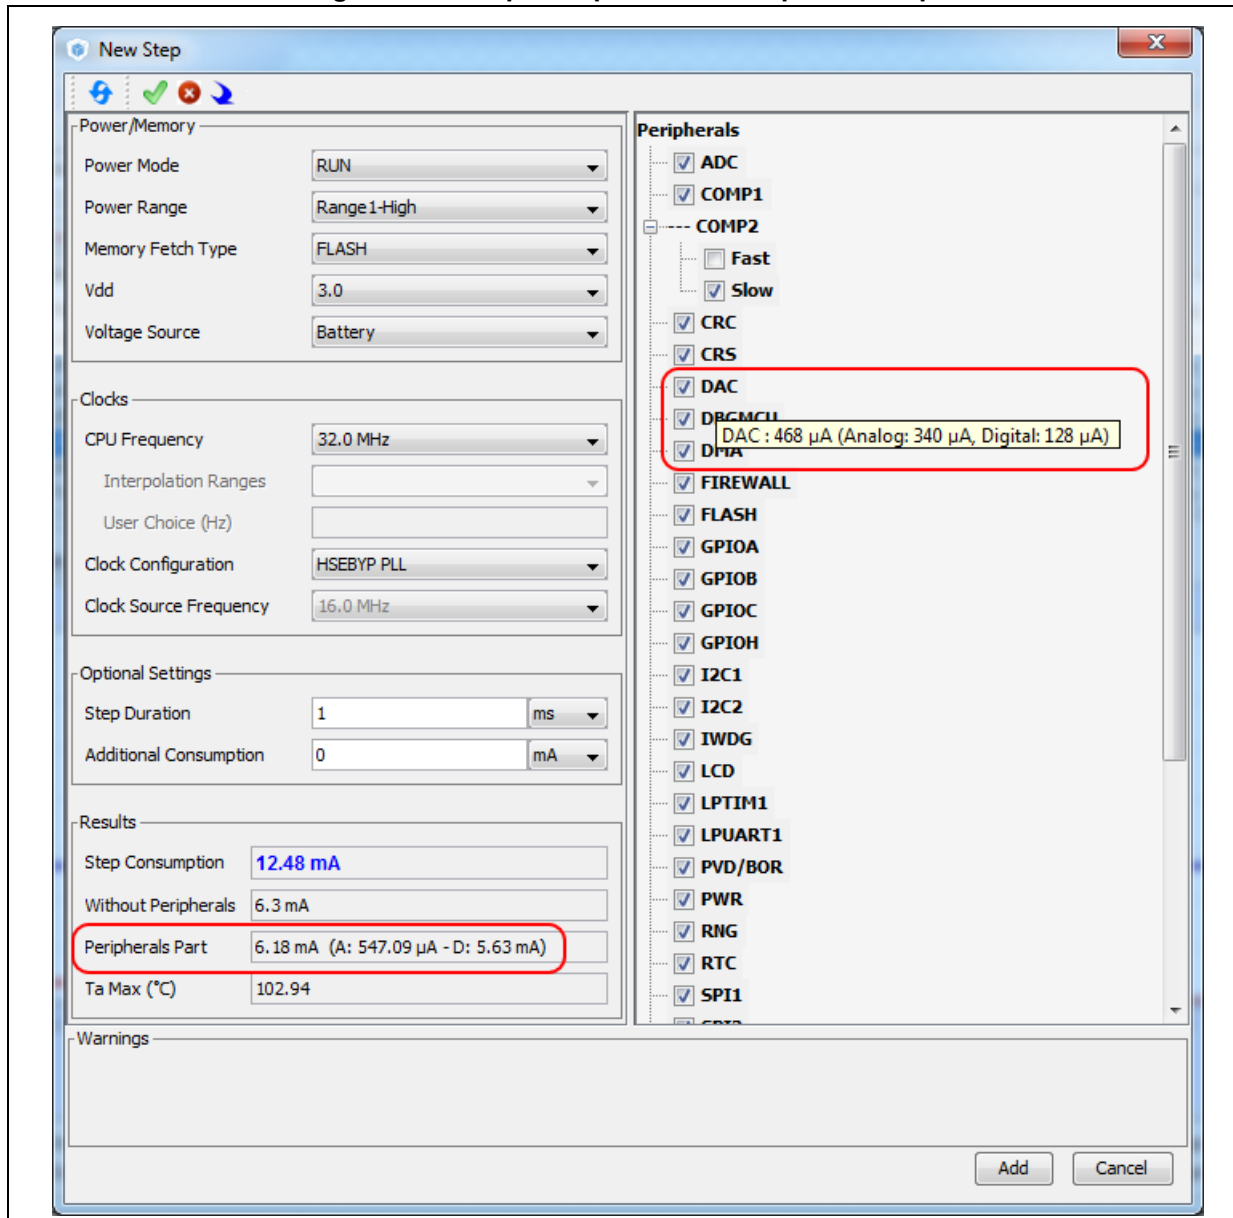 New Step
Power/Memory
Power Mode RUN
Power Range Range1-High
Memory Fetch Type FLASH
Vdd 3.0
Voltage Source Battery
Clocks
CPU Frequency 32.0 MHz
Interpolation Ranges
User Choice (Hz)
Clock Configuration HSEBYP PLL
Clock Source Frequency 16.0 MHz
Optional Settings
Step Duration 1 ms
Additional Consumption 0 mA
Results
Step Consumption 12.48 mA
Without Peripherals 6.3 mA
Peripherals Part 6.18 mA (A: 547.09 µA - D: 5.63 mA)
Ta Max (°C) 102.94
Peripherals
ADC
COMP1
COMP2
Fast
Slow
CRC
CRS
DAC
DBGMCU
DAC : 468 µA (Analog: 340 µA, Digital: 128 µA)
DMA
FIREWALL
FLASH
GPIOA
GPIOB
GPIOC
GPIOH
I2C1
I2C2
IWDG
LCD
LPTIM1
LPUART1
PVD/BOR
PWR
RNG
RTC
SPI1
Warnings
Add Cancel